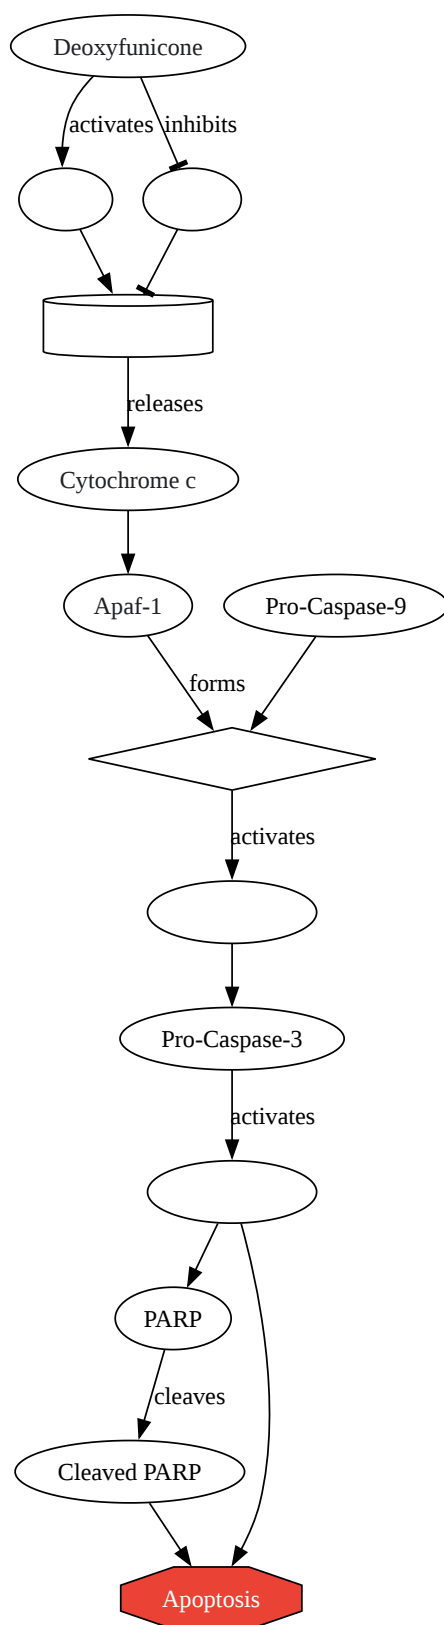 Deoxyfunicone
activates
inhibits
releases
Cytochrome c
Apaf-1
Pro-Caspase-9
forms
activates
Pro-Caspase-3
activates
PARP
cleaves
Cleaved PARP
Apoptosis